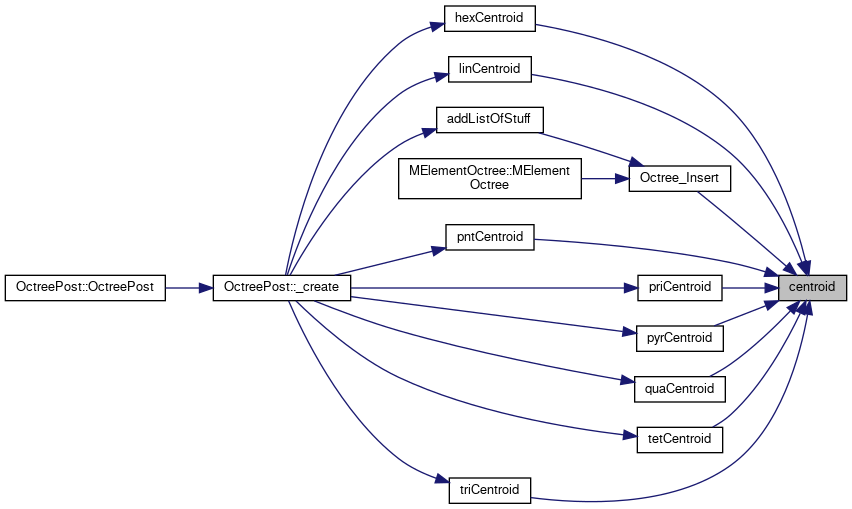 hexCentroid
linCentroid
addListOfStuff
MElementOctree::MElement
Octree
Octree_Insert
pntCentroid
OctreePost::OctreePost
OctreePost::_create
priCentroid
centroid
pyrCentroid
quaCentroid
tetCentroid
triCentroid